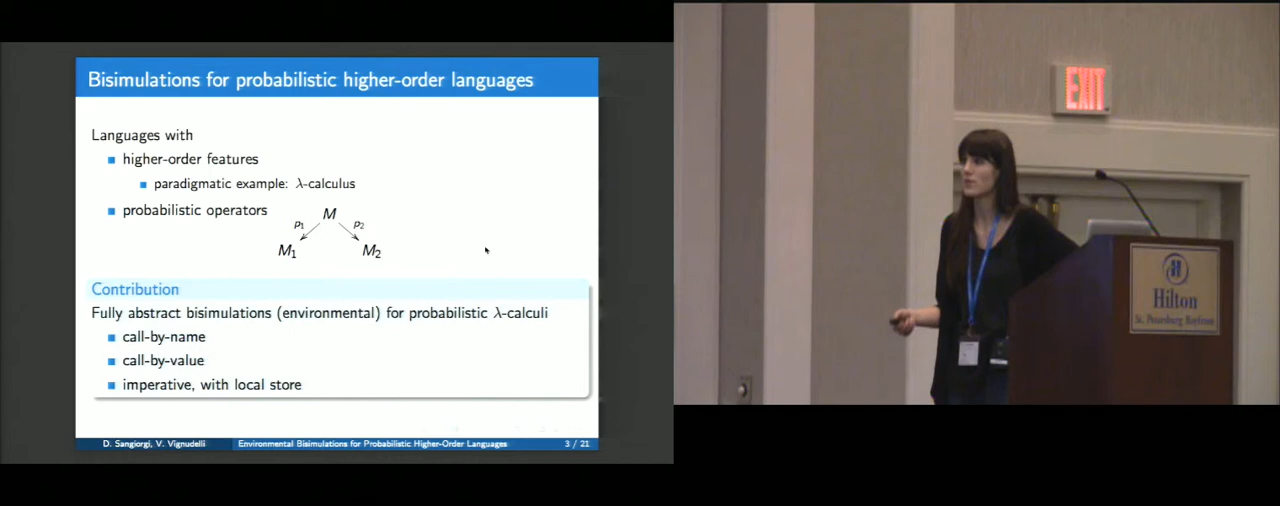 Bisimulations for probabilistic higher-order languages
Languages with
higher-order features
paradigmatic example: λ-calculus
probabilistic operators
M
p₁ p₂
M₁ M₂
Contribution
Fully abstract bisimulations (environmental) for probabilistic λ-calculi
call-by-name
call-by-value
imperative, with local store
D. Sangiorgi, V. Vignudelli Environmental Bisimulations for Probabilistic Higher-Order Languages 3 / 21
EXIT
Hilton
St. Petersburg Bayfront